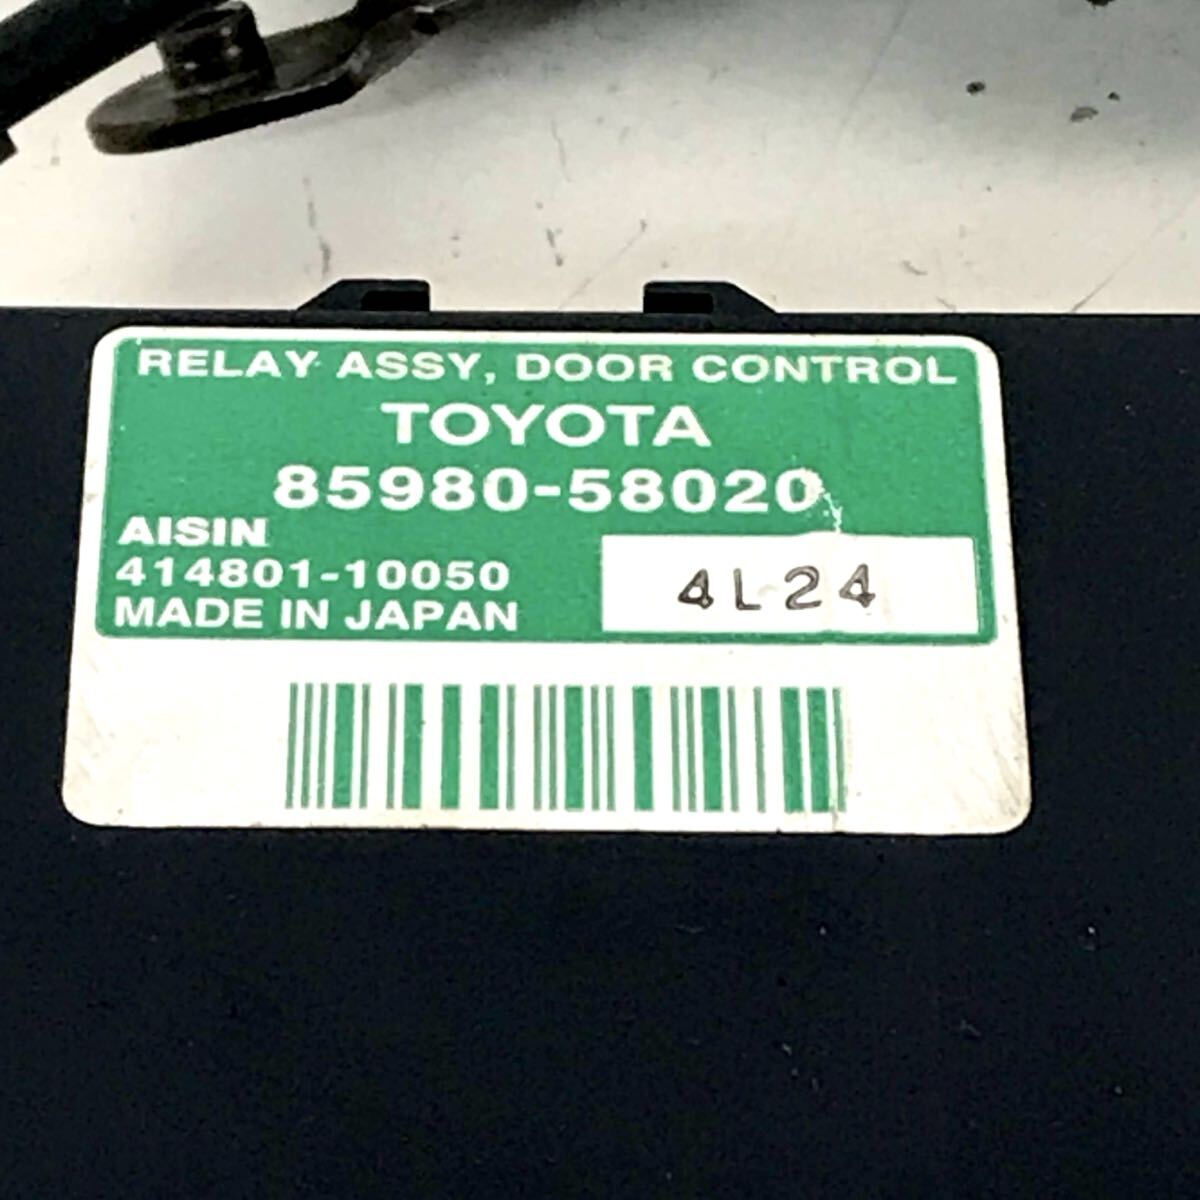 RELAY ASSY, DOOR CONTROL
TOYOTA
85980-58020
AISIN
414801-10050
MADE IN JAPAN
4L24